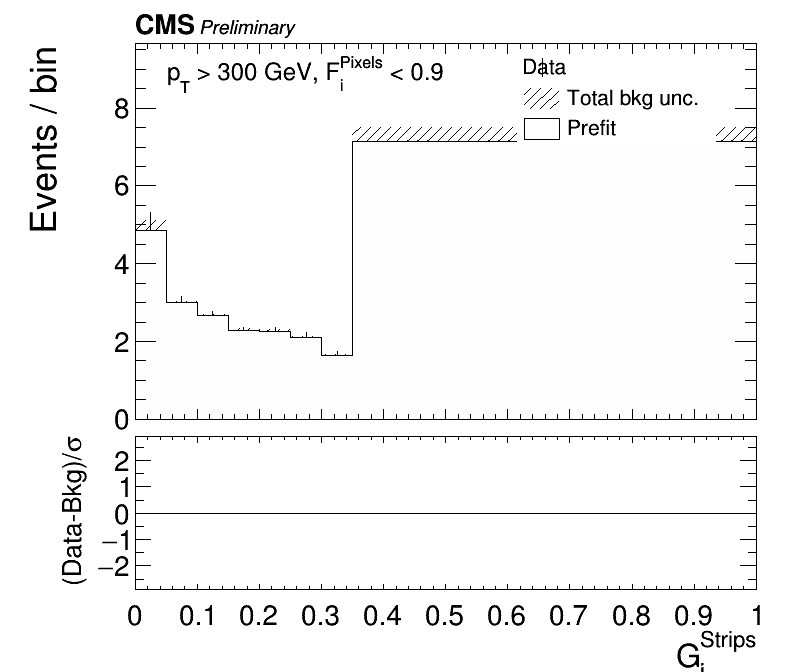 CMS Preliminary
p_T > 300 GeV, F_i^Pixels < 0.9
Data
Total bkg unc.
Prefit
Events / bin
8
6
4
2
0
(Data-Bkg)/σ
2
1
0
−1
−2
0 0.1 0.2 0.3 0.4 0.5 0.6 0.7 0.8 0.9 1
G_i^Strips